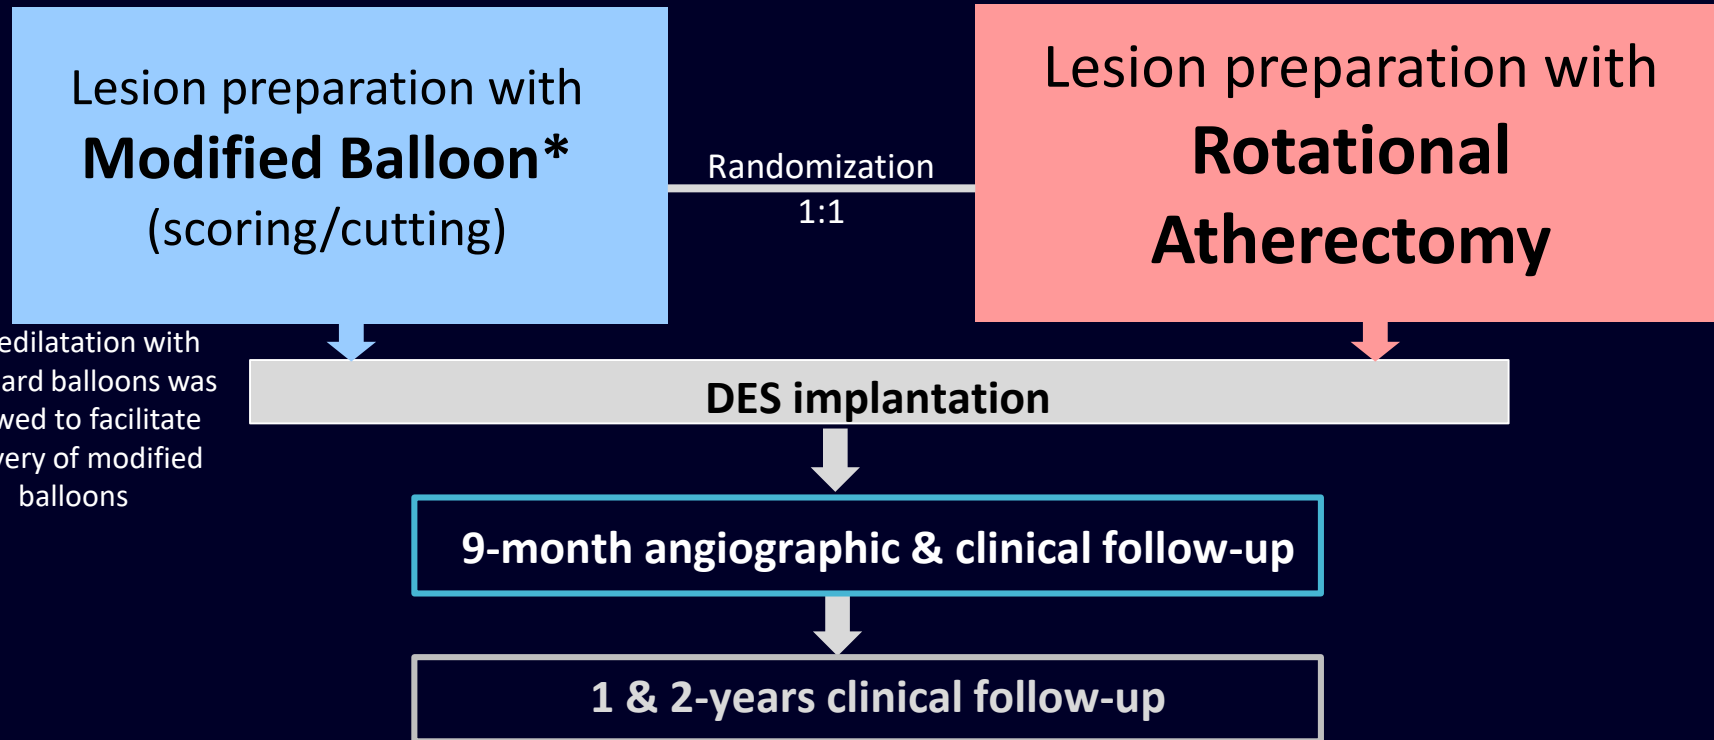 Lesion preparation with
Modified Balloon*
(scoring/cutting)
Randomization
1:1
Lesion preparation with
Rotational
Atherectomy
edilatation with
ard balloons was
wed to facilitate
very of modified
balloons
DES implantation
9-month angiographic & clinical follow-up
1 & 2-years clinical follow-up